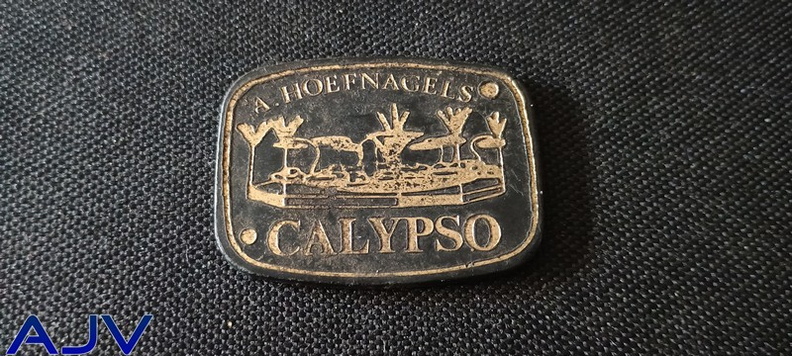 A. HOEFNAGELS
CALYPSO
AJV